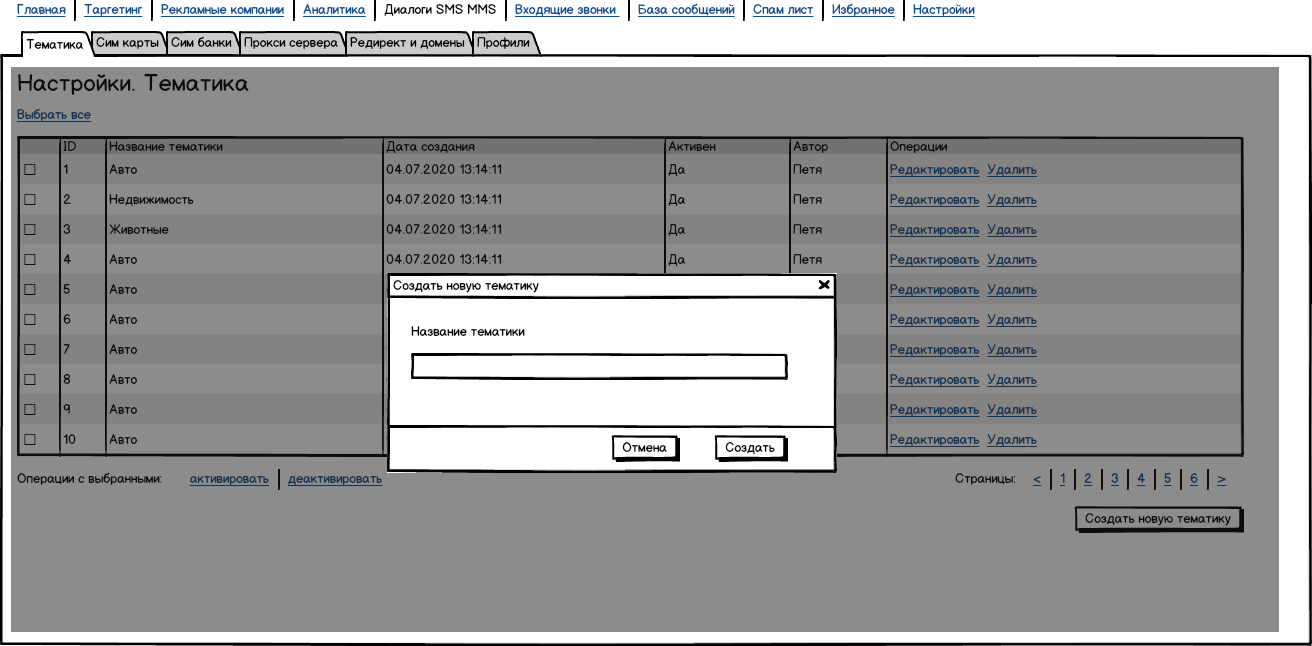 Главная Таргетинг Рекламные компании Аналитика Диалоги SMS MMS Входящие звонки База сообщений Спам лист Избранное Настройки
Тематика Сим карты Сим банки Прокси сервера Редирект и домены Профили
Настройки. Тематика
Выбрать все
ID Название тематики Дата создания Активен Автор Операции
1 Авто 04.07.2020 13:14:11 Да Петя Редактировать Удалить
2 Недвижимость 04.07.2020 13:14:11 Да Петя Редактировать Удалить
3 Животные 04.07.2020 13:14:11 Да Петя Редактировать Удалить
4 Авто 04.07.2020 13:14:11 Да Петя Редактировать Удалить
Создать новую тематику
5 Авто Редактировать Удалить
6 Авто Редактировать Удалить
Название тематики
7 Авто Редактировать Удалить
8 Авто Редактировать Удалить
9 Авто Редактировать Удалить
10 Авто Редактировать Удалить
Отмена Создать
Операции с выбранными: активировать деактивировать Страницы: < 1 2 3 4 5 6 >
Создать новую тематику